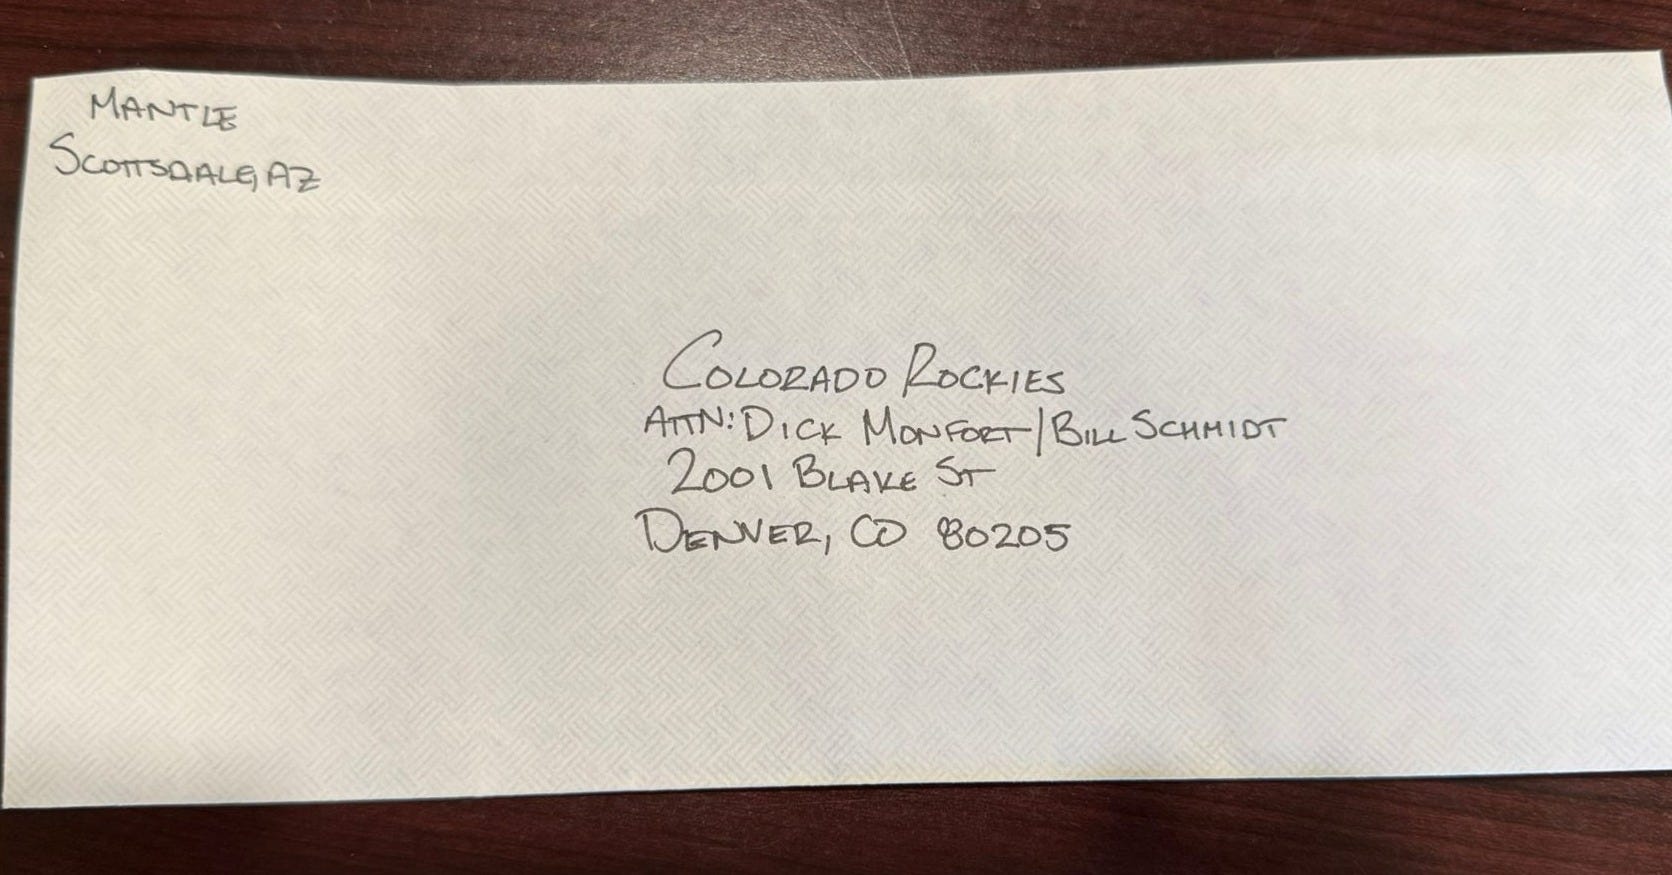 MANTLE
SCOTTSDALE, AZ
COLORADO ROCKIES
ATTN: DICK MONFORT/BILL SCHMIDT
2001 BLAKE ST
DENVER, CO 80205